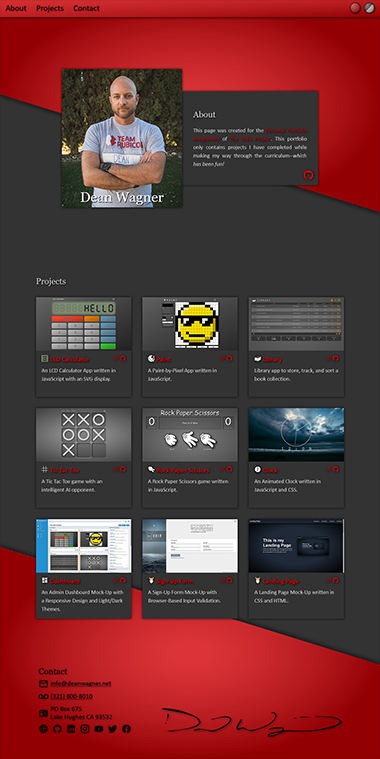 About Projects Contact
TEAM
RUBICON
DEAN
Dean Wagner
About
This page was created for the
of The Odin Project. This portfolio
only contains projects I have completed while
making my way through the curriculum—which
has been fun!
Projects
HELLO
LCD Calculator
An LCD Calculator App written in
JavaScript with an SVG display.
Paint
A Paint-by-Pixel App written in
JavaScript.
LIBRARY
Library
Library app to store, track, and sort a
book collection.
Tic Tac Toe
A Tic Tac Toe game with an
intelligent AI opponent.
Rock Paper Scissors
0 0
Rock Paper Scissors
A Rock Paper Scissors game written
in JavaScript.
Clock
An Animated Clock written in
JavaScript and CSS.
Dashboard
An Admin Dashboard Mock-Up with
a Responsive Design and Light/Dark
Themes.
Sign-Up Form
A Sign-Up Form Mock-Up with
Browser-Based Input Validation.
This is my
Landing Page
Landing Page
A Landing Page Mock-Up written in
CSS and HTML.
Contact
info@deanwagner.net
(321) 800-8010
PO Box 675
Lake Hughes CA 93532